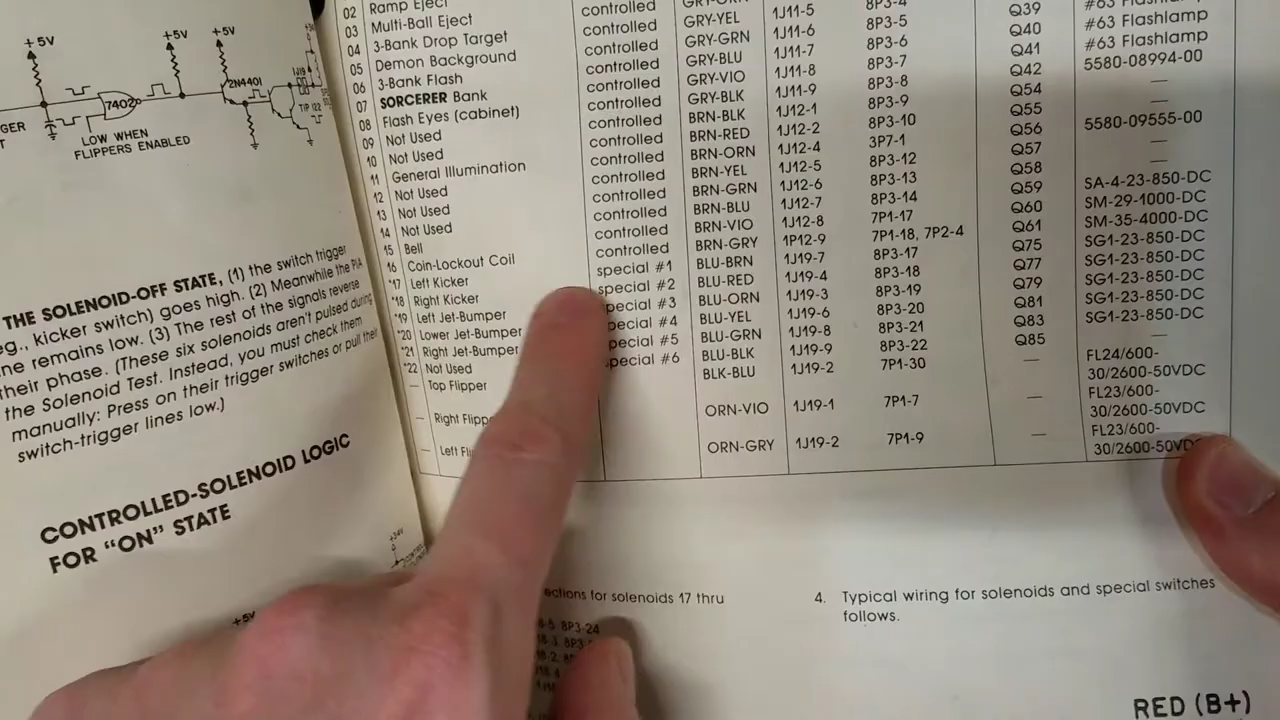 +5V
+5V
+5V
7402
2N4401
1J19
TIP 122
GER
T
LOW WHEN
FLIPPERS ENABLED
THE SOLENOID-OFF STATE, (1) the switch trigger
eg., kicker switch) goes high. (2) Meanwhile the PIA
ne remains low. (3) The rest of the signals reverse
their phase. (These six solenoids aren't pulsed during
the Solenoid Test. Instead, you must check them
manually: Press on their trigger switches or pull their
switch-trigger lines low.)
CONTROLLED-SOLENOID LOGIC
FOR "ON" STATE
+5V
02 Ramp Eject controlled GRY-ORN 8P3-4 Q39 #63 Flashlamp
03 Multi-Ball Eject controlled GRY-YEL 1J11-5 8P3-5 Q40 #63 Flashlamp
04 3-Bank Drop Target controlled GRY-GRN 1J11-6 8P3-6 Q41 5580-08994-00
05 Demon Background controlled GRY-BLU 1J11-7 8P3-7 Q42 —
06 3-Bank Flash controlled GRY-VIO 1J11-8 8P3-8 Q54 —
07 SORCERER Bank controlled GRY-BLK 1J11-9 8P3-9 Q55 5580-09555-00
08 Flash Eyes (cabinet) controlled BRN-BLK 1J12-1 8P3-10 Q56 —
09 Not Used controlled BRN-RED 1J12-2 3P7-1 Q57 —
10 Not Used controlled BRN-ORN 1J12-4 8P3-12 Q58 SA-4-23-850-DC
11 General Illumination controlled BRN-YEL 1J12-5 8P3-13 Q59 SM-29-1000-DC
12 Not Used controlled BRN-GRN 1J12-6 8P3-14 Q60 SM-35-4000-DC
13 Not Used controlled BRN-BLU 1J12-7 7P1-17 Q61 SG1-23-850-DC
14 Not Used controlled BRN-VIO 1J12-8 7P1-18, 7P2-4 Q75 SG1-23-850-DC
15 Bell controlled BRN-GRY 1P12-9 8P3-17 Q77 SG1-23-850-DC
16 Coin-Lockout Coil special #1 BLU-BRN 1J19-7 8P3-18 Q79 SG1-23-850-DC
*17 Left Kicker special #2 BLU-RED 1J19-4 8P3-19 Q81 SG1-23-850-DC
*18 Right Kicker special #3 BLU-ORN 1J19-3 8P3-20 Q83 —
*19 Left Jet-Bumper pecial #4 BLU-YEL 1J19-6 8P3-21 Q85 FL24/600-
*20 Lower Jet-Bumper pecial #5 BLU-GRN 1J19-8 8P3-22 — 30/2600-50VDC
*21 Right Jet-Bumper pecial #6 BLU-BLK 1J19-9 7P1-30
*22 Not Used BLK-BLU 1J19-2
— Top Flipper FL23/600-
— Right Flippe ORN-VIO 1J19-1 7P1-7 — 30/2600-50VDC
FL23/600-
— Left Fli ORN-GRY 1J19-2 7P1-9 — 30/2600-50VDC
ections for solenoids 17 thru
8P3-24
4. Typical wiring for solenoids and special switches
follows.
RED (B+)